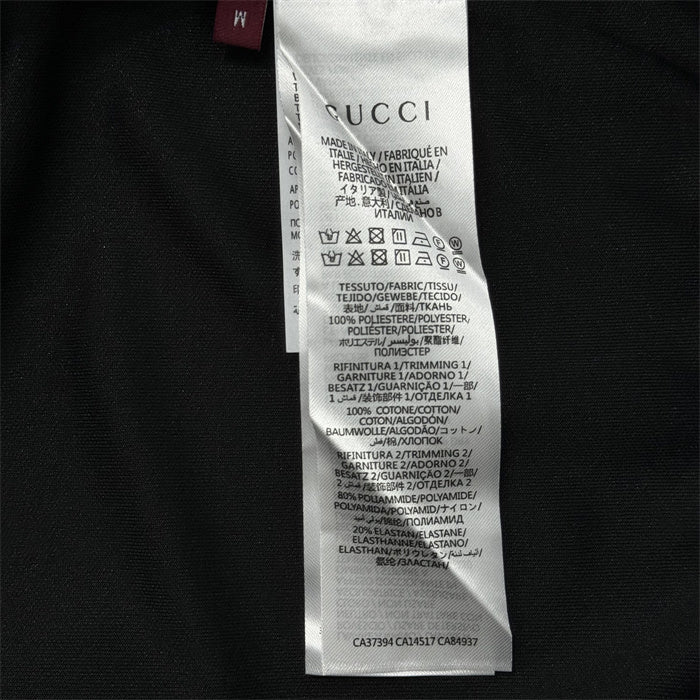 M
GUCCI
MADE IN ITALY/FABRIQUÉ EN
ITALIE/HECHO EN ITALIA/
HERGESTELLT IN ITALIEN/
FABRICADO EM ITÁLIA
イタリア製/
产地.意大利/СДЕЛАНО В
ИТАЛИИ
TESSUTO/FABRIC/TISSU/
TEJIDO/GEWEBE/TECIDO/
表地/قماش/面料/ТКАНЬ
100% POLIESTERE/POLYESTER/
POLIÉSTER/POLIESTER/
ポリエステル/بوليستر/聚酯纤维/
ПОЛИЭСТЕР
RIFINITURA 1/TRIMMING 1/
GARNITURE 1/ADORNO 1/
BESATZ 1/GUARNIÇÃO 1/一部/
1 قماش/装饰部件 1/ОТДЕЛКА 1
100% COTONE/COTTON/
COTON/ALGODÓN/
BAUMWOLLE/ALGODÃO/コットン/
قطن/棉/ХЛОПОК
RIFINITURA 2/TRIMMING 2/
GARNITURE 2/ADORNO 2/
BESATZ 2/GUARNIÇÃO 2/一部/
2 قماش/装饰部件 2/ОТДЕЛКА 2
80% POLIAMMIDE/POLYAMIDE/
POLYAMIDA/POLYAMID/ナイロン/
锦纶/ПОЛИАМИД
20% ELASTAN/ELASTANE/
ELASTHANNE/ELASTANO/
ELASTHAN/ポリウレタン/
氨纶/ЭЛАСТАН/
CA37394 CA14517 CA84937